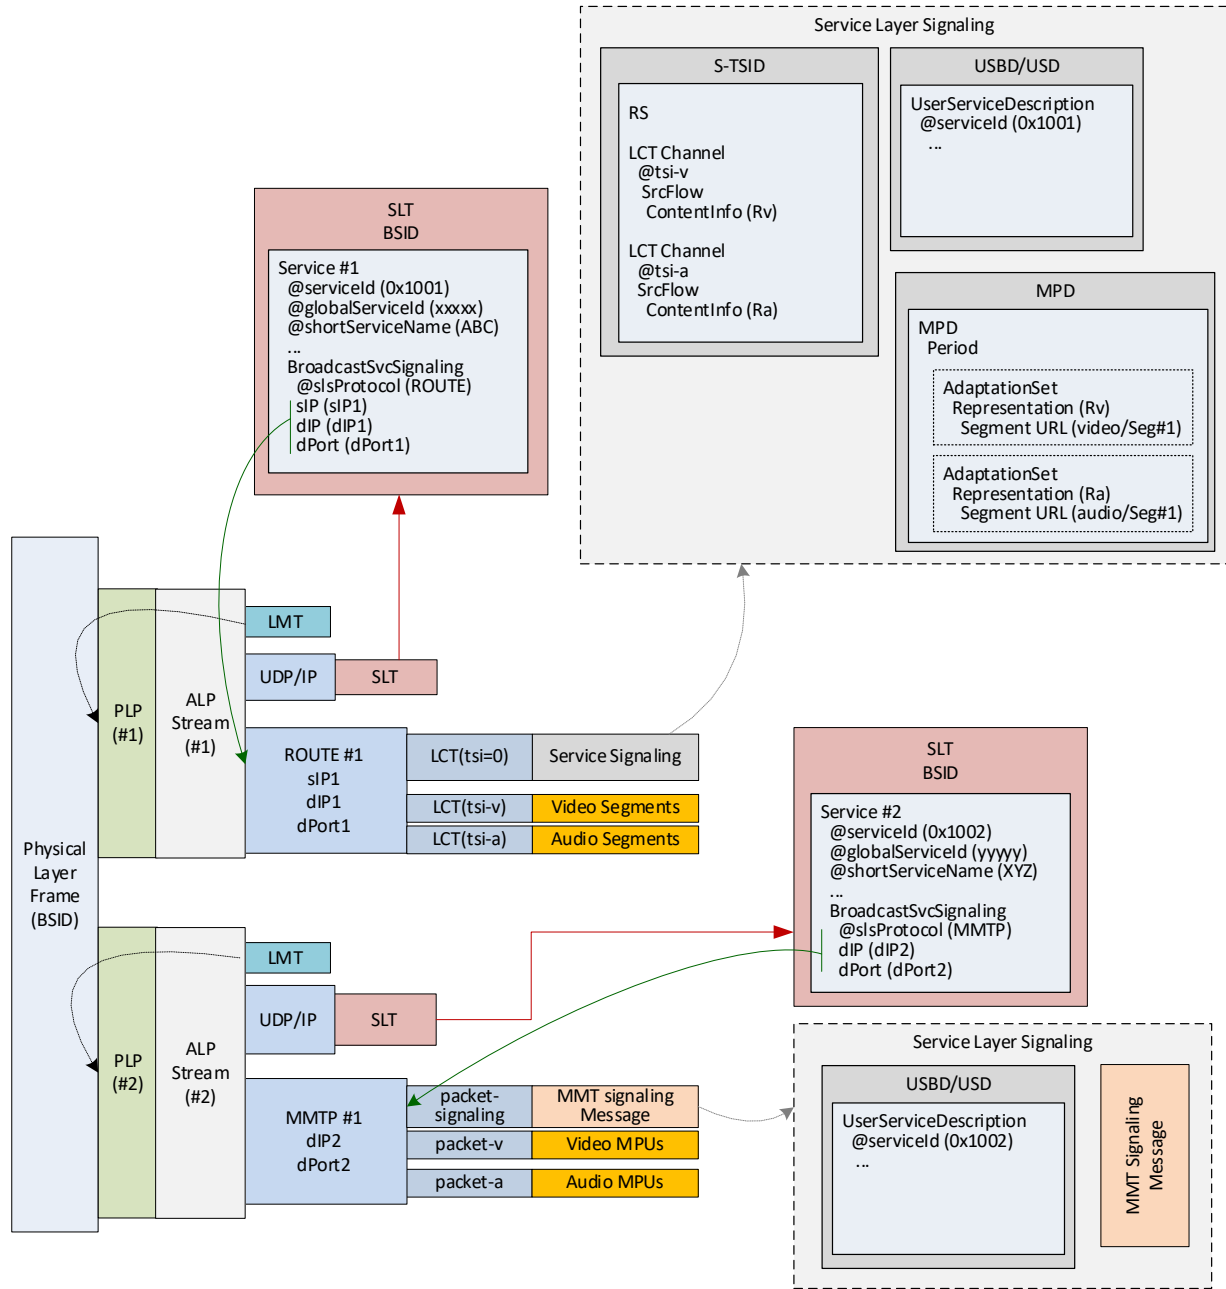 Service Layer Signaling
S-TSID
RS
LCT Channel
@tsi-v
SrcFlow
ContentInfo (Rv)
LCT Channel
@tsi-a
SrcFlow
ContentInfo (Ra)
USBD/USD
UserServiceDescription
@serviceId (0x1001)
...
MPD
MPD
Period
AdaptationSet
Representation (Rv)
Segment URL (video/Seg#1)
AdaptationSet
Representation (Ra)
Segment URL (audio/Seg#1)
SLT
BSID
Service #1
@serviceId (0x1001)
@globalServiceId (xxxxx)
@shortServiceName (ABC)
...
BroadcastSvcSignaling
@slsProtocol (ROUTE)
sIP (sIP1)
dIP (dIP1)
dPort (dPort1)
Physical
Layer
Frame
(BSID)
PLP
(#1)
ALP
Stream
(#1)
LMT
UDP/IP
SLT
ROUTE #1
sIP1
dIP1
dPort1
LCT(tsi=0)
Service Signaling
LCT(tsi-v)
Video Segments
LCT(tsi-a)
Audio Segments
SLT
BSID
Service #2
@serviceId (0x1002)
@globalServiceId (yyyyy)
@shortServiceName (XYZ)
...
BroadcastSvcSignaling
@slsProtocol (MMTP)
dIP (dIP2)
dPort (dPort2)
PLP
(#2)
ALP
Stream
(#2)
LMT
UDP/IP
SLT
MMTP #1
dIP2
dPort2
packet-
signaling
MMT signaling
Message
packet-v
Video MPUs
packet-a
Audio MPUs
Service Layer Signaling
USBD/USD
UserServiceDescription
@serviceId (0x1002)
...
MMT Signaling
Message